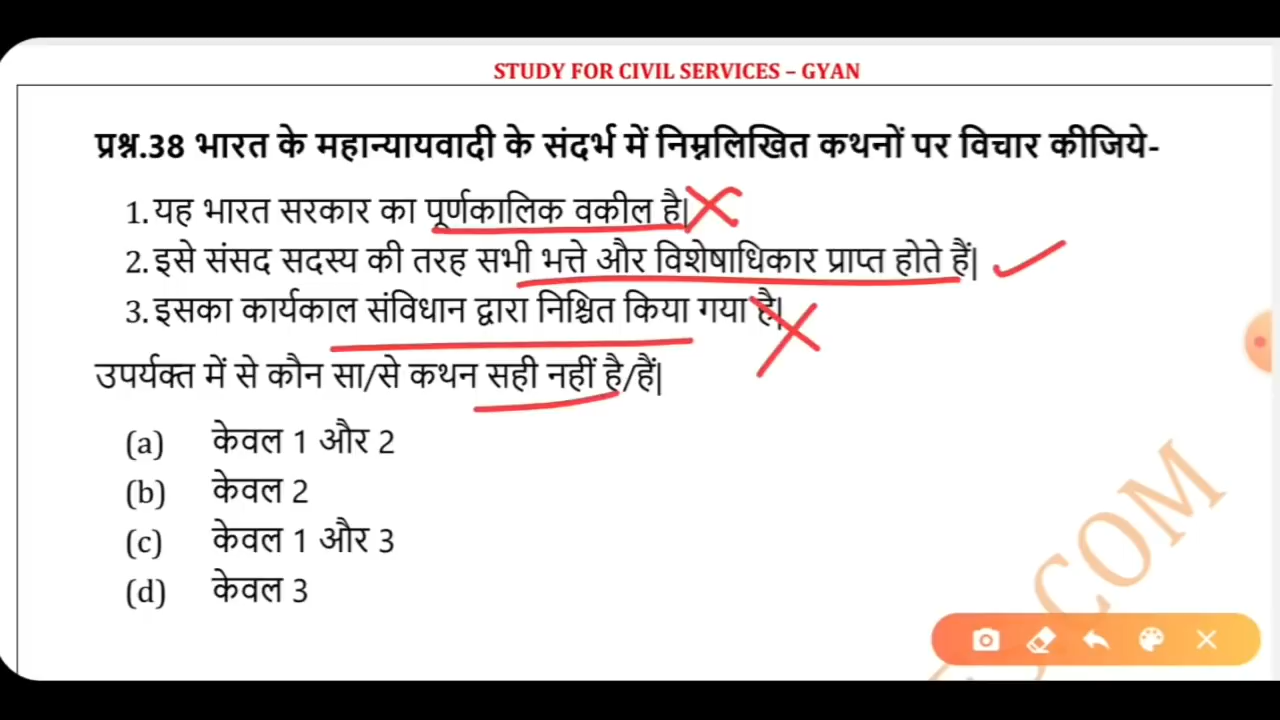 STUDY FOR CIVIL SERVICES – GYAN
प्रश्न.38 भारत के महान्यायवादी के संदर्भ में निम्नलिखित कथनों पर विचार कीजिये-
1. यह भारत सरकार का पूर्णकालिक वकील है|
2. इसे संसद सदस्य की तरह सभी भत्ते और विशेषाधिकार प्राप्त होते हैं|
3. इसका कार्यकाल संविधान द्वारा निश्चित किया गया है|
उपर्यक्त में से कौन सा/से कथन सही नहीं है/हैं|
(a) केवल 1 और 2
(b) केवल 2
(c) केवल 1 और 3
(d) केवल 3
.COM